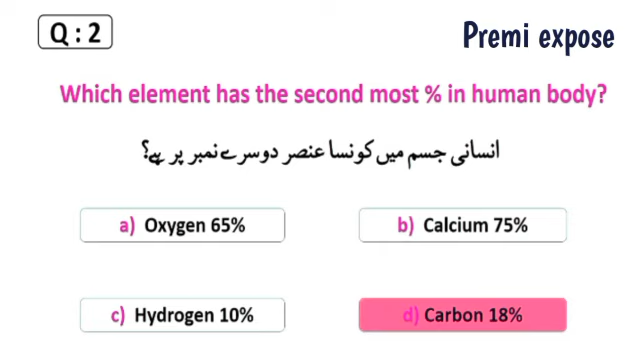 Q : 2
Premi expose
Which element has the second most % in human body?
انسانی جسم میں کونسا عنصر دوسرے نمبر پر ہے؟
a) Oxygen 65%
b) Calcium 75%
c) Hydrogen 10%
d) Carbon 18%